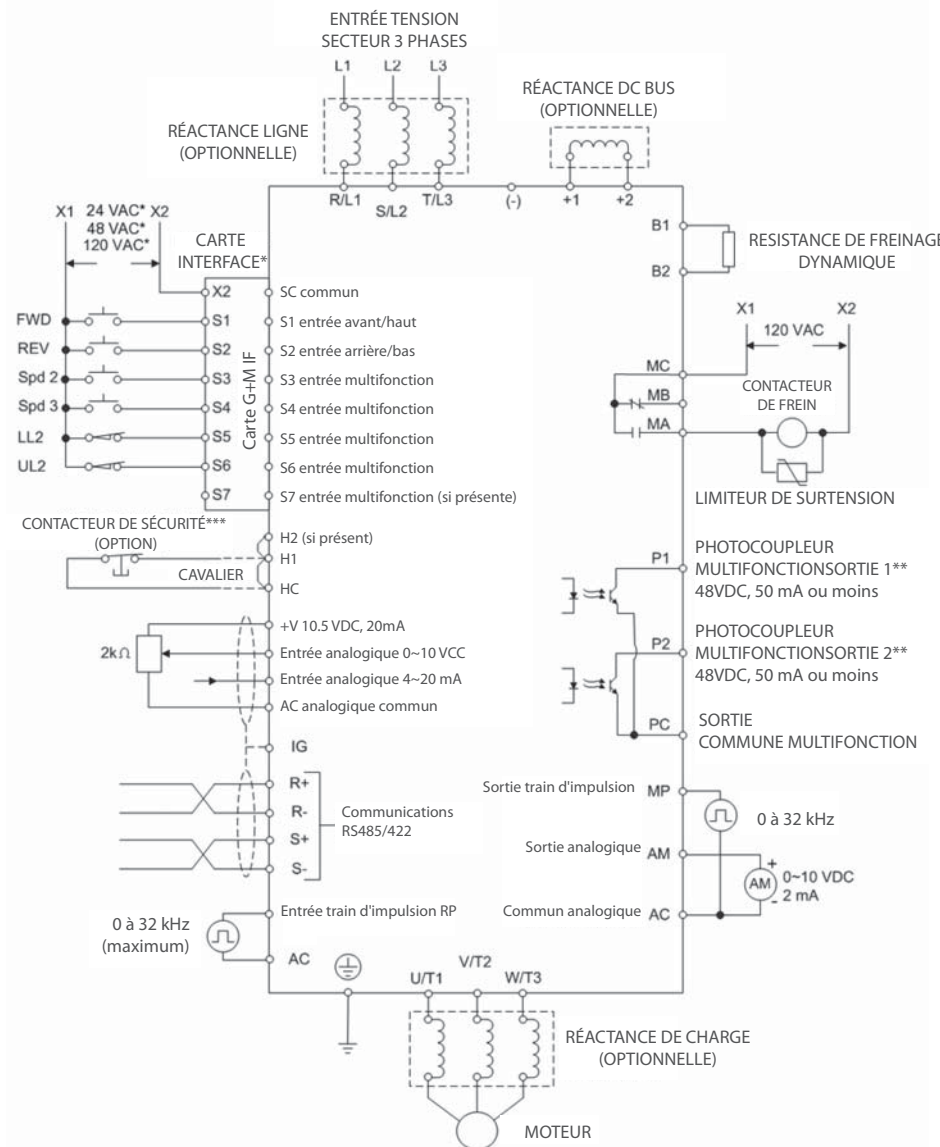 ENTRÉE TENSION
SECTEUR 3 PHASES
L1 L2 L3
RÉACTANCE DC BUS
(OPTIONNELLE)
RÉACTANCE LIGNE
(OPTIONNELLE)
R/L1 S/L2 T/L3 (-) +1 +2
X1 24 VAC* X2
48 VAC*
120 VAC*
CARTE
INTERFACE*
B1
B2
RESISTANCE DE FREINAGE
DYNAMIQUE
X2 SC commun
FWD S1 S1 entrée avant/haut
REV S2 S2 entrée arrière/bas
Spd 2 S3 S3 entrée multifonction
Spd 3 S4 S4 entrée multifonction
LL2 S5 S5 entrée multifonction
UL2 S6 S6 entrée multifonction
S7 S7 entrée multifonction (si présente)
Carte G+M IF
X1 X2
120 VAC
MC
MB
MA
CONTACTEUR
DE FREIN
LIMITEUR DE SURTENSION
CONTACTEUR DE SÉCURITÉ***
(OPTION)
H2 (si présent)
H1
CAVALIER
HC
P1
PHOTOCOUPLEUR
MULTIFONCTIONSORTIE 1**
48VDC, 50 mA ou moins
+V 10.5 VDC, 20mA
2kΩ
Entrée analogique 0~10 VCC
Entrée analogique 4~20 mA
AC analogique commun
P2
PHOTOCOUPLEUR
MULTIFONCTIONSORTIE 2**
48VDC, 50 mA ou moins
PC
SORTIE
COMMUNE MULTIFONCTION
IG
R+
R-
S+
S-
Communications
RS485/422
Sortie train d'impulsion MP
0 à 32 kHz
Sortie analogique AM
+
AM
-
0~10 VDC
2 mA
Commun analogique AC
0 à 32 kHz
(maximum)
Entrée train d'impulsion RP
AC
U/T1 V/T2 W/T3
RÉACTANCE DE CHARGE
(OPTIONNELLE)
MOTEUR